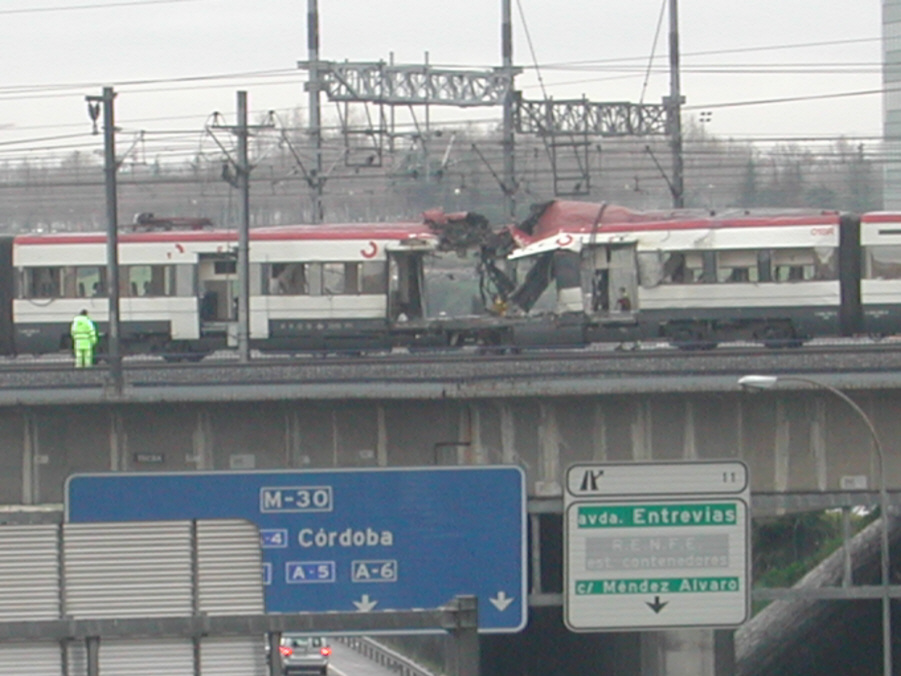 M-30
-4 Córdoba
A-5 A-6
11
avda. Entrevias
R.E.N.F.E
est contenedores
c/ Méndez Alvaro